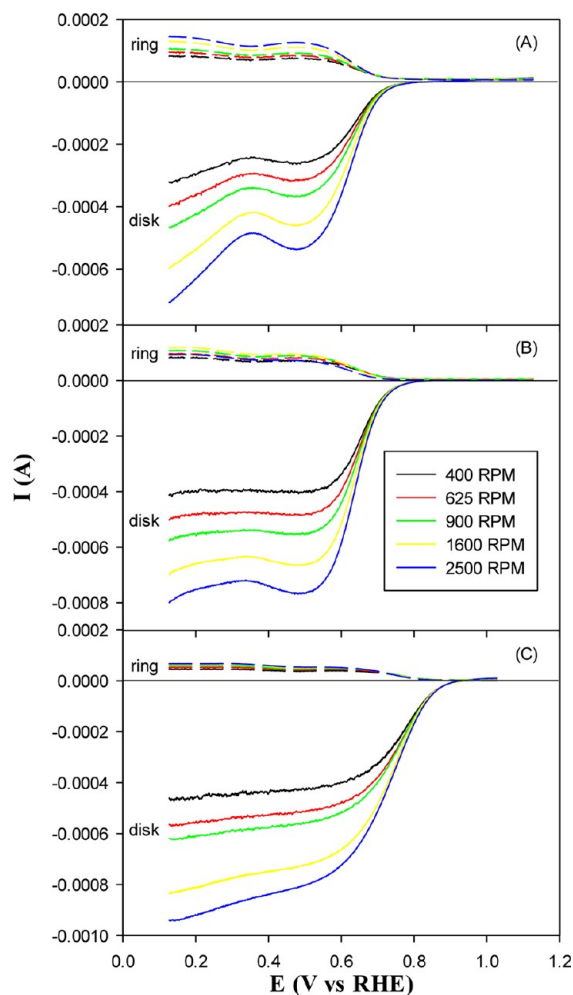 0.0002
ring
(A)
0.0000
-0.0002
disk
-0.0004
-0.0006
0.0002
ring
(B)
0.0000
-0.0002
I (A)
400 RPM
-0.0004
625 RPM
disk
900 RPM
-0.0006
1600 RPM
2500 RPM
-0.0008
0.0002
ring
(C)
0.0000
-0.0002
-0.0004
-0.0006
disk
-0.0008
-0.0010
0.0 0.2 0.4 0.6 0.8 1.0 1.2
E (V vs RHE)